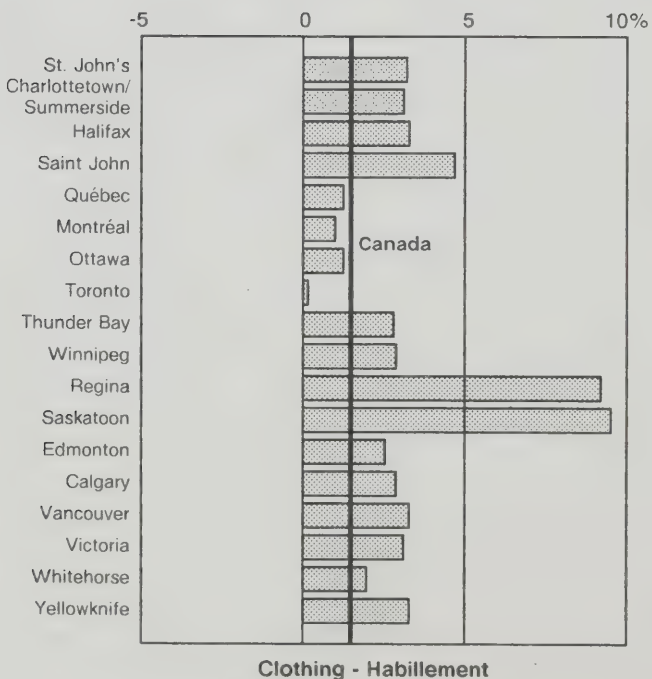 -5 0 5 10%
St. John's
Charlottetown/
Summerside
Halifax
Saint John
Québec
Montréal
Canada
Ottawa
Toronto
Thunder Bay
Winnipeg
Regina
Saskatoon
Edmonton
Calgary
Vancouver
Victoria
Whitehorse
Yellowknife
Clothing - Habillement